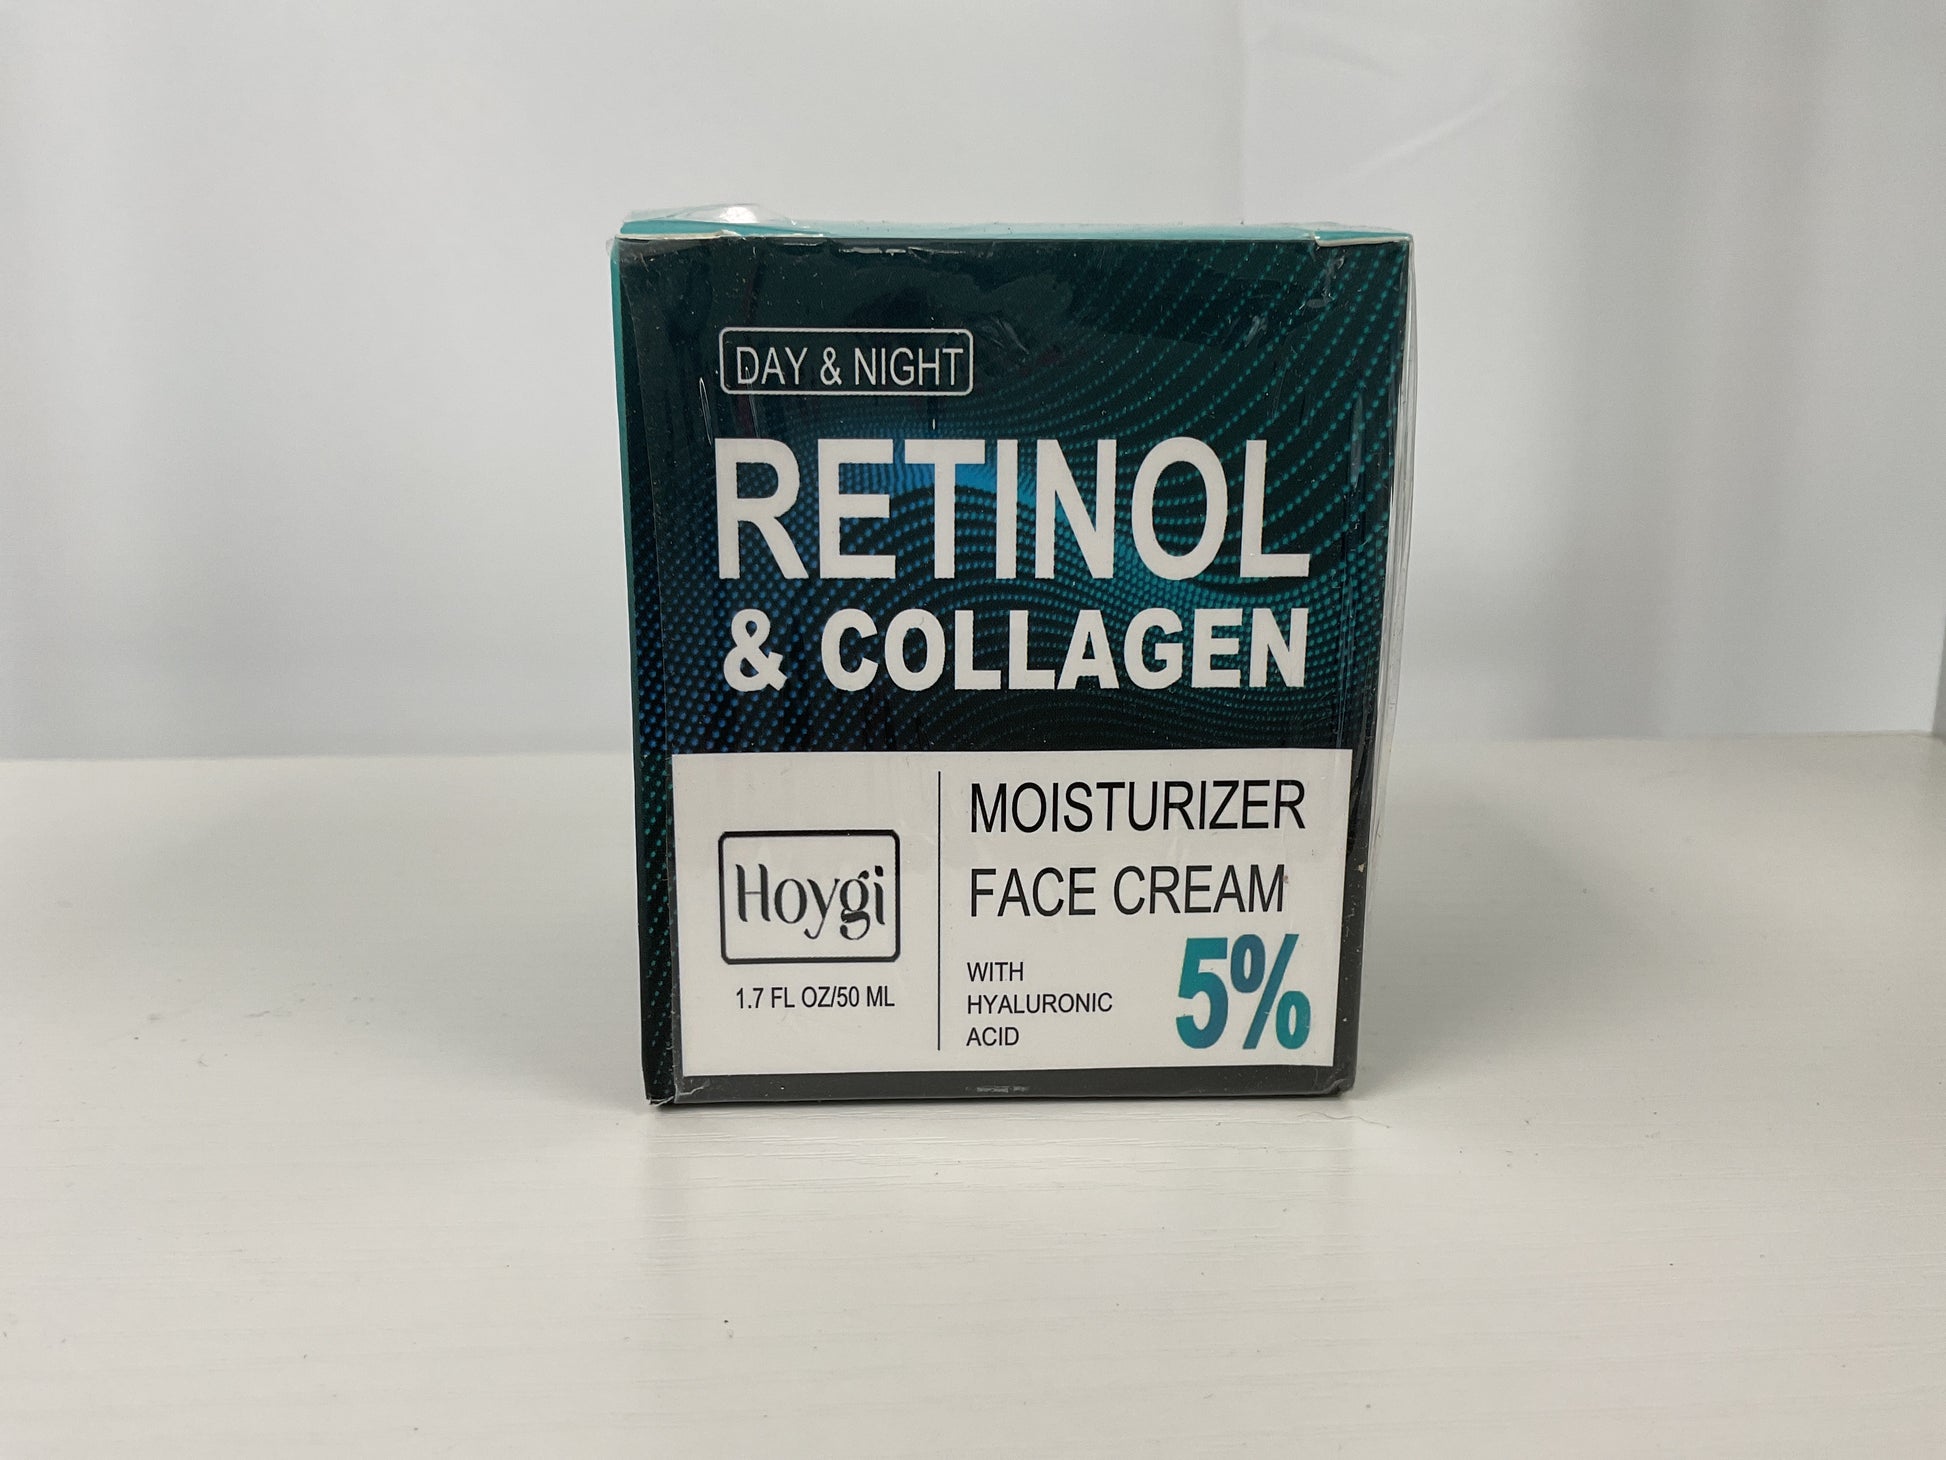 DAY & NIGHT
RETINOL
& COLLAGEN
Hoygi
1.7 FL OZ/50 ML
MOISTURIZER
FACE CREAM
WITH
HYALURONIC
ACID
5%